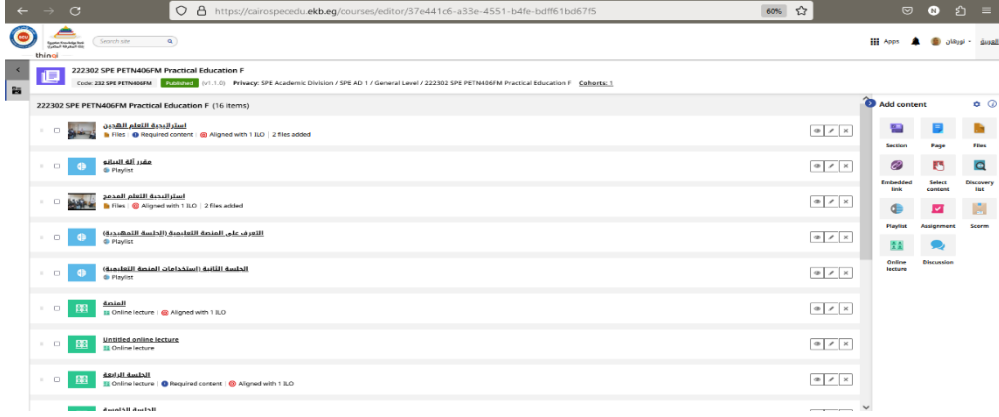 https://cairospecedu.ekb.eg/courses/editor/37e441c6-a33e-4551-b4fe-bdff61bd67f5
60%
Search site
thinqi
Apps
نورهان
العربية
222302 SPE PETN406FM Practical Education F
Code: 232 SPE PETN406FM Published (v1.1.0) Privacy: SPE Academic Division / SPE AD 1 / General Level / 222302 SPE PETN406FM Practical Education F Cohorts: 1
222302 SPE PETN406FM Practical Education F (16 items)
استراتيجية التعلم الهجين
Files | Required content | Aligned with 1 ILO | 2 files added
مقرر آلة البيانو
Playlist
استراتيجية التعلم المدمج
Files | Aligned with 1 ILO | 2 files added
التعرف على المنصة التعليمية (الجلسة التمهيدية)
Playlist
الجلسة الثانية (استخدامات المنصة التعليمية)
Playlist
المنصة
Online lecture | Aligned with 1 ILO
Untitled online lecture
Online lecture
الجلسة الرابعة
Online lecture | Required content | Aligned with 1 ILO
الجلسة الخامسة
Add content
Section
Page
Files
Embedded link
Select content
Discovery list
Playlist
Assignment
Scorm
Online lecture
Discussion